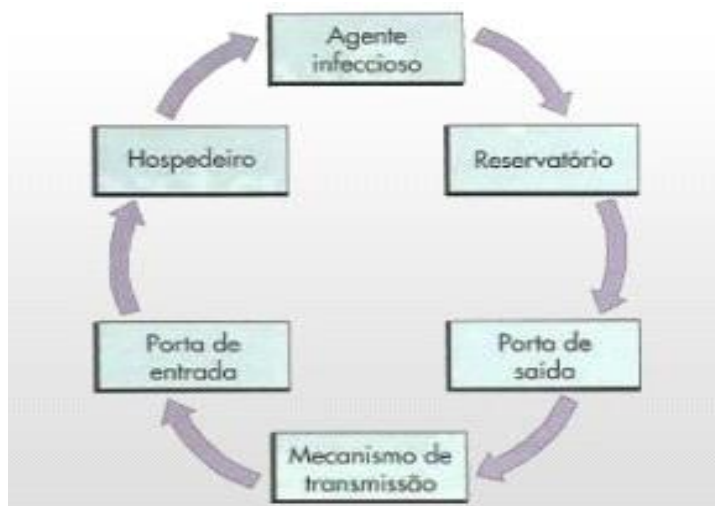 Agente
infeccioso
Reservatório
Porta de
saída
Mecanismo de
transmissão
Porta de
entrada
Hospedeiro